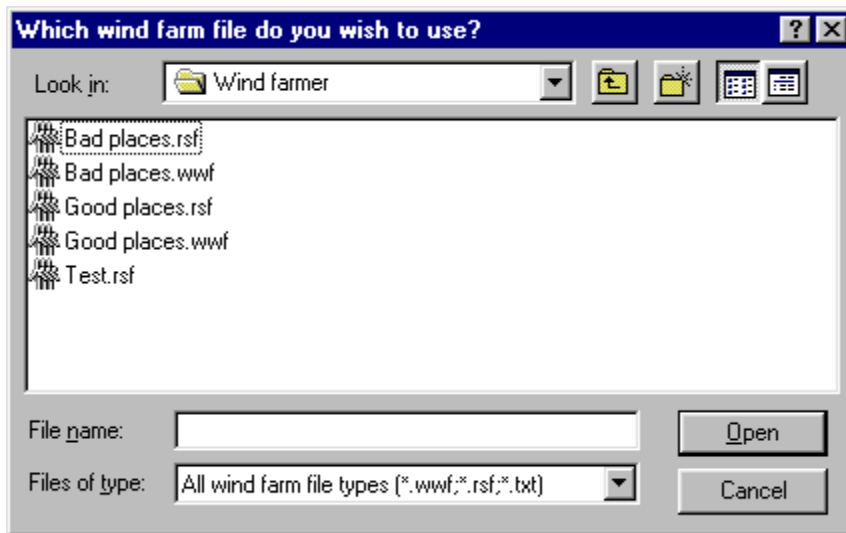 Which wind farm file do you wish to use?
Look in: Wind farmer
Bad places.rsf
Bad places.wwf
Good places.rsf
Good places.wwf
Test.rsf
File name: Open
Files of type: All wind farm file types (*.wwf;*.rsf;*.txt) Cancel